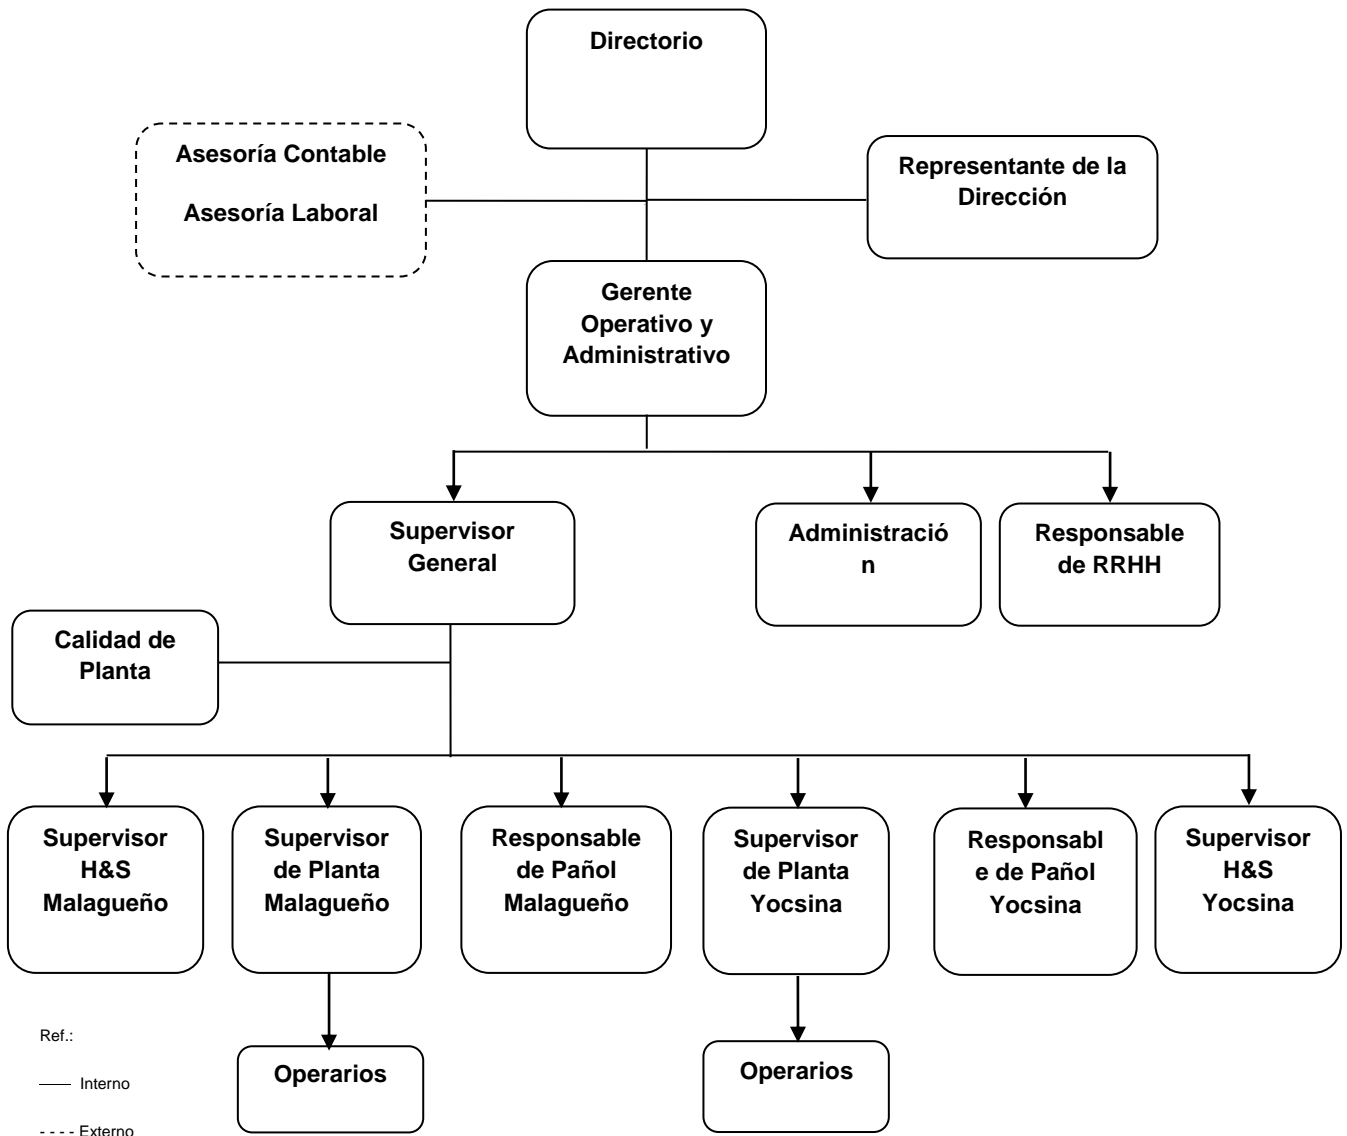 Directorio
Asesoría Contable
Asesoría Laboral
Representante de la
Dirección
Gerente
Operativo y
Administrativo
Supervisor
General
Administració
n
Responsable
de RRHH
Calidad de
Planta
Supervisor
H&S
Malagueño
Supervisor
de Planta
Malagueño
Responsable
de Pañol
Malagueño
Supervisor
de Planta
Yocsina
Responsabl
e de Pañol
Yocsina
Supervisor
H&S
Yocsina
Operarios
Operarios
Ref.:
—— Interno
- - - - Externo